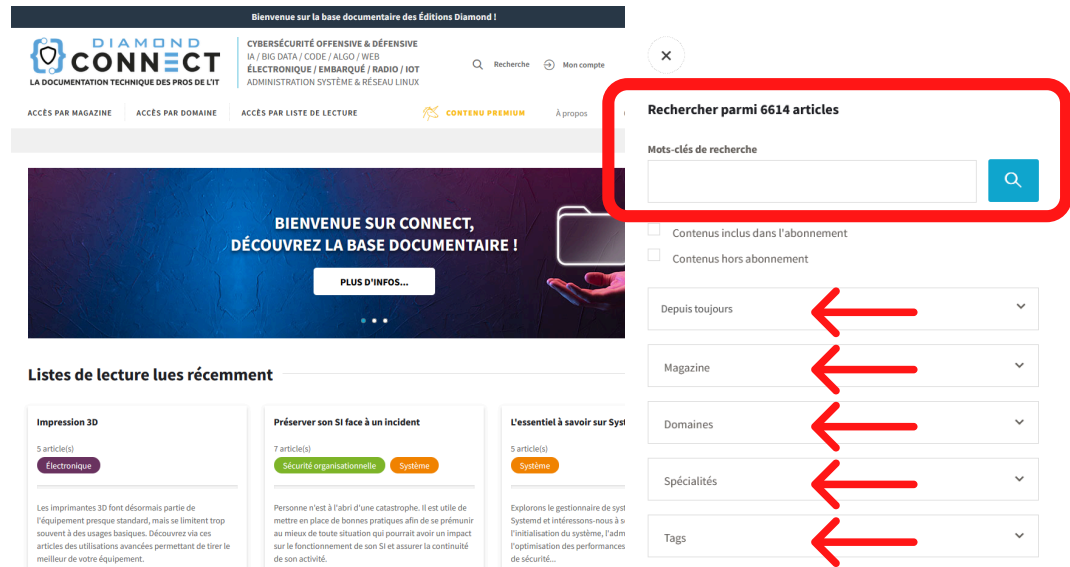 Bienvenue sur la base documentaire des Éditions Diamond !
DIAMOND
CONNECT
LA DOCUMENTATION TECHNIQUE DES PROS DE L'IT
CYBERSÉCURITÉ OFFENSIVE & DÉFENSIVE
IA / BIG DATA / CODE / ALGO / WEB
ÉLECTRONIQUE / EMBARQUÉ / RADIO / IOT
ADMINISTRATION SYSTÈME & RÉSEAU LINUX
Recherche
Mon compte
ACCÈS PAR MAGAZINE
ACCÈS PAR DOMAINE
ACCÈS PAR LISTE DE LECTURE
CONTENU PREMIUM
À propos
BIENVENUE SUR CONNECT,
DÉCOUVREZ LA BASE DOCUMENTAIRE !
PLUS D'INFOS...
Listes de lecture lues récemment
Impression 3D
5 article(s)
Électronique
Les imprimantes 3D font désormais partie de
l'équipement presque standard, mais se limitent trop
souvent à des usages basiques. Découvrez via ces
articles des utilisations avancées permettant de tirer le
meilleur de votre équipement.
Préserver son SI face à un incident
7 article(s)
Sécurité organisationnelle
Système
Personne n'est à l'abri d'une catastrophe. Il est utile de
mettre en place de bonnes pratiques afin de se prémunir
au mieux de toute situation qui pourrait avoir un impact
sur le fonctionnement de son SI et assurer la continuité
de son activité.
L'essentiel à savoir sur Syst
5 article(s)
Système
Explorons le gestionnaire de syst
Systemd et intéressons-nous à s
l'initialisation du système, l'adm
l'optimisation des performances
de sécurité...
Rechercher parmi 6614 articles
Mots-clés de recherche
Contenus inclus dans l'abonnement
Contenus hors abonnement
Depuis toujours
Magazine
Domaines
Spécialités
Tags